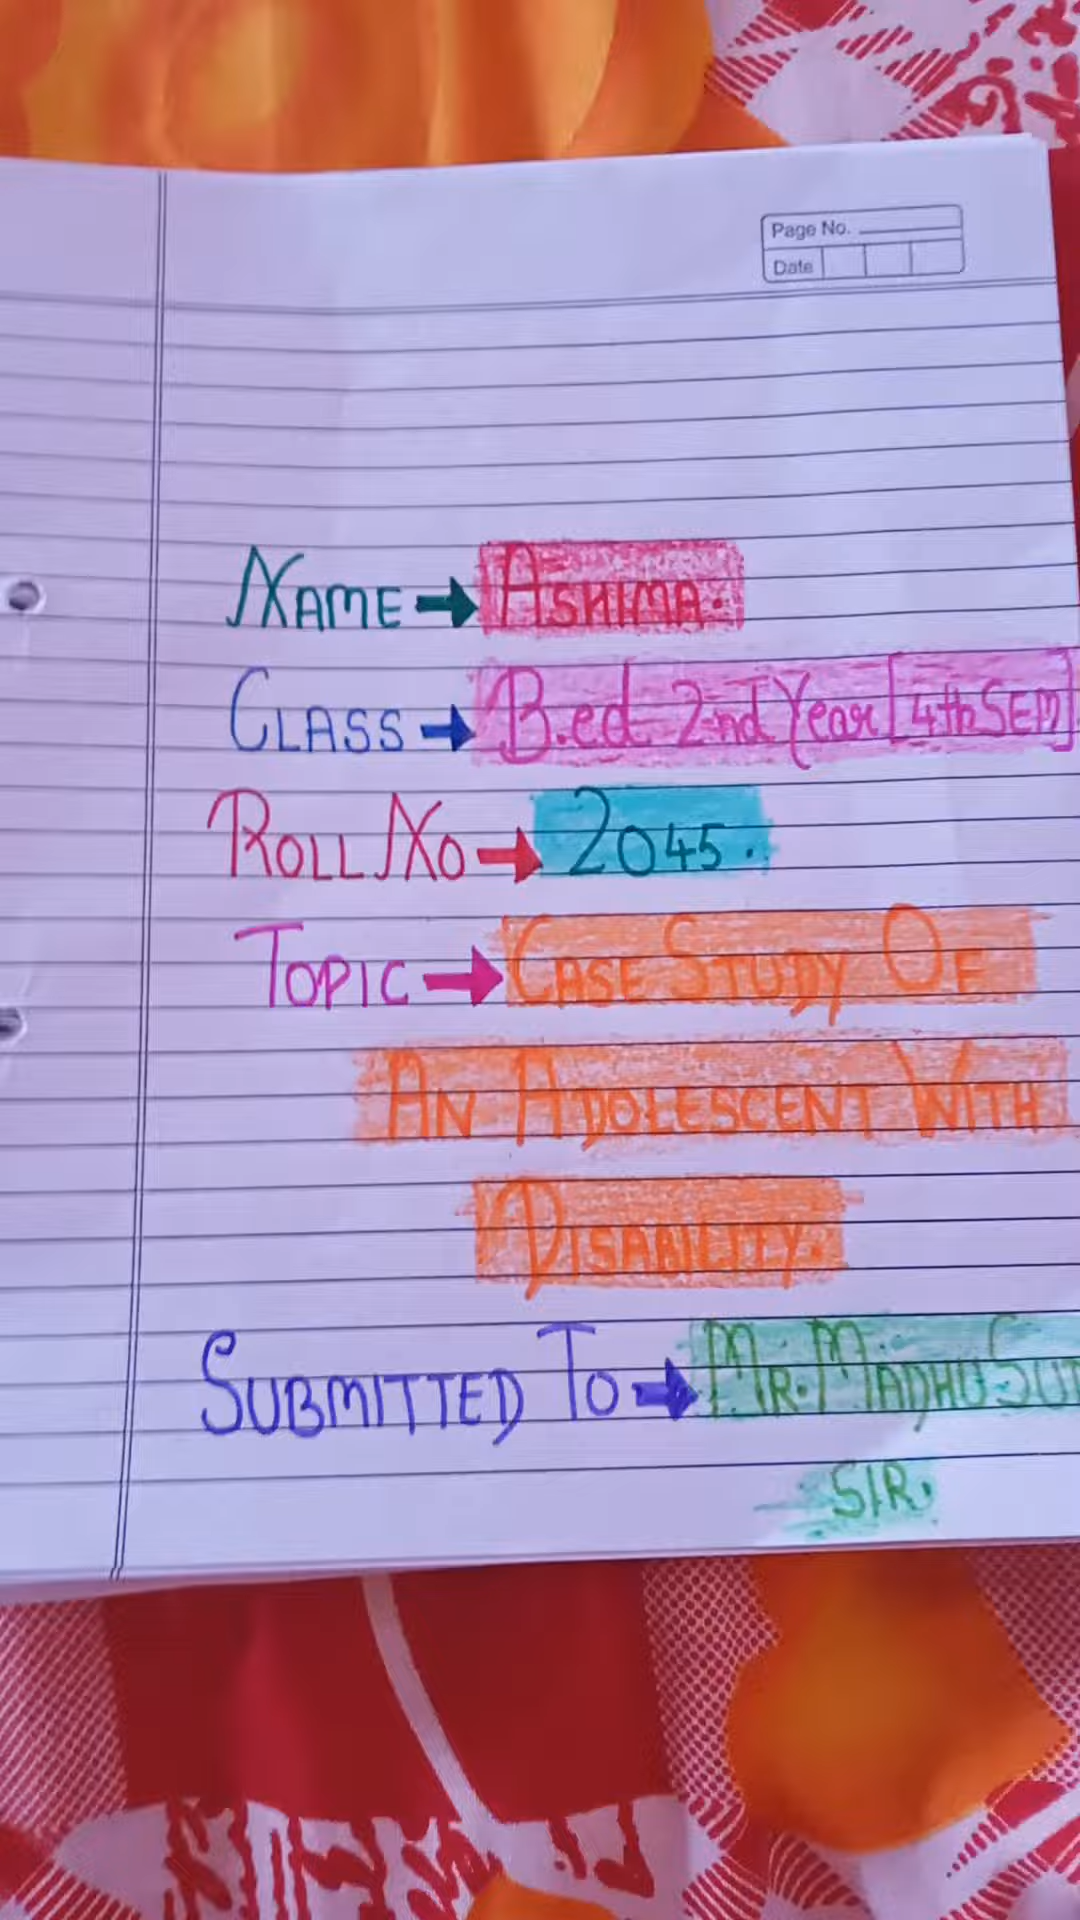 Page No.
Date
NAME → ASHIMA.
CLASS → B.ed 2nd Year [4th SEM]
ROLL NO → 2045.
TOPIC → CASE STUDY OF
AN ADOLESCENT WITH
DISABILITY.
SUBMITTED TO → MR. MADHU
SIR.